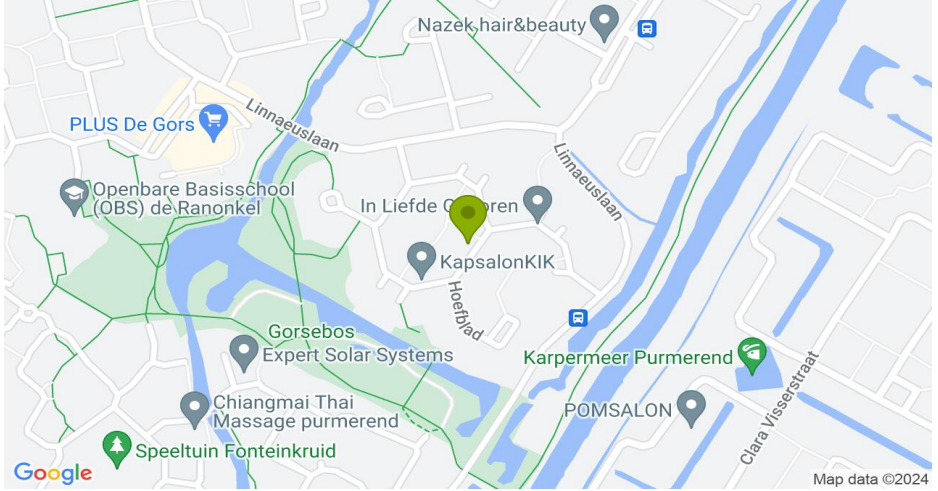 Nazek hair&beauty
PLUS De Gors
Linnaeuslaan
Linnaeuslaan
Openbare Basisschool
(OBS) de Ranonkel
In Liefde G oren
KapsalonKIK
Hoefblad
Gorsebos
Expert Solar Systems
Karpermeer Purmerend
Chiangmai Thai
Massage purmerend
POMSALON
Clara Visserstraat
Speeltuin Fonteinkruid
Google
Map data ©2024